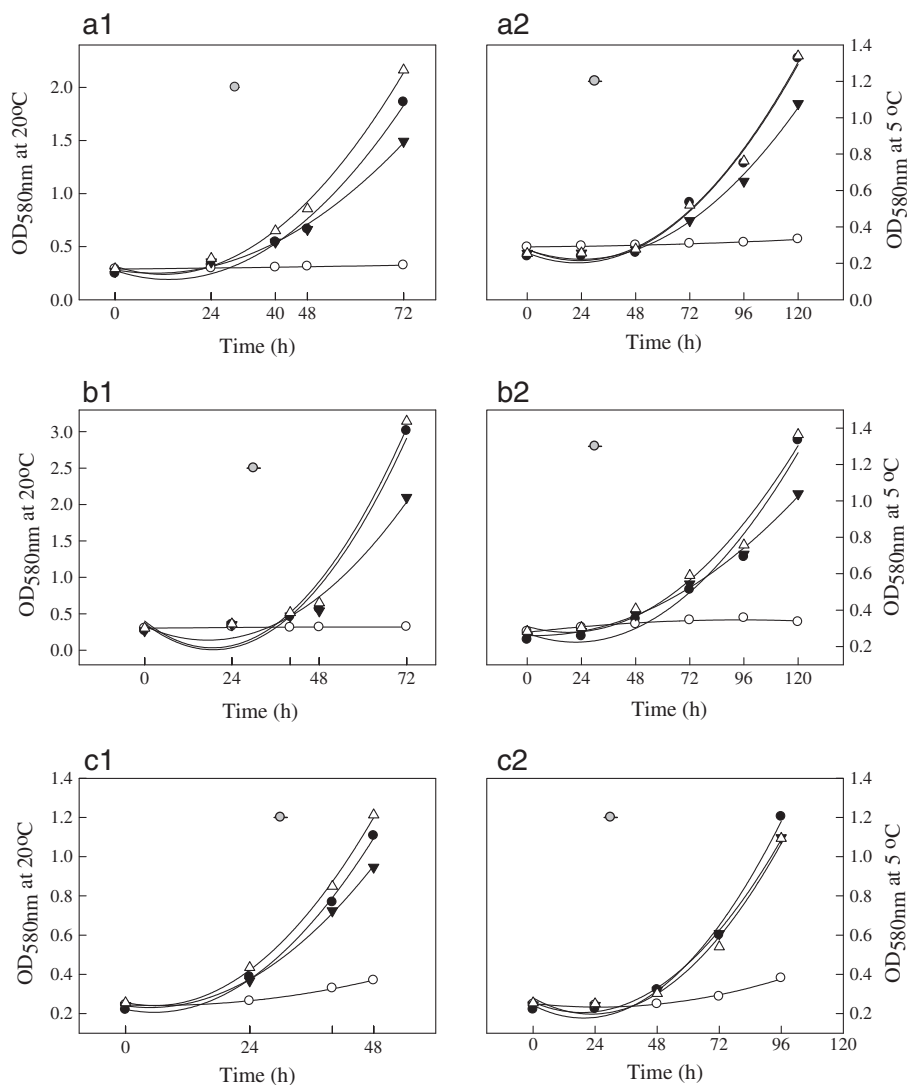 a1
2.0
1.5
1.0
0.5
0.0
OD580nm at 20°C
0 24 40 48 72
Time (h)
a2
1.4
1.2
1.0
0.8
0.6
0.4
0.2
0.0
OD580nm at 5 °C
0 24 48 72 96 120
Time (h)
b1
3.0
2.5
2.0
1.5
1.0
0.5
0.0
OD580nm at 20°C
0 24 48 72
Time (h)
b2
1.4
1.2
1.0
0.8
0.6
0.4
0.2
OD580nm at 5 °C
0 24 48 72 96 120
Time (h)
c1
1.4
1.2
1.0
0.8
0.6
0.4
0.2
OD580nm at 20°C
0 24 48
Time (h)
c2
1.4
1.2
1.0
0.8
0.6
0.4
0.2
OD580nm at 5 °C
0 24 48 72 96 120
Time (h)